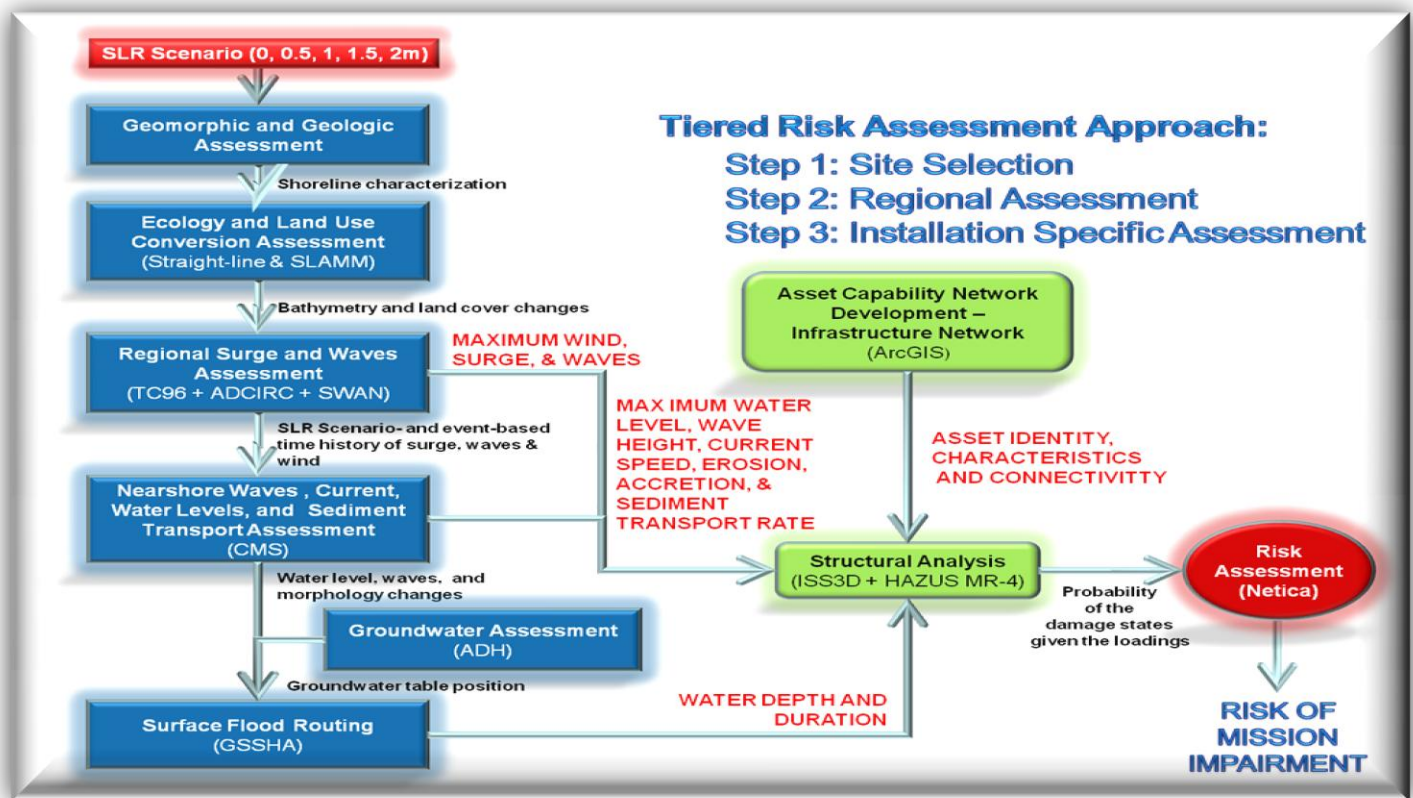 SLR Scenario (0, 0.5, 1, 1.5, 2m)
Geomorphic and Geologic
Assessment
Shoreline characterization
Ecology and Land Use
Conversion Assessment
(Straight-line & SLAMM)
Bathymetry and land cover changes
Regional Surge and Waves
Assessment
(TC96 + ADCIRC + SWAN)
SLR Scenario- and event-based
time history of surge, waves &
wind
Nearshore Waves , Current,
Water Levels, and Sediment
Transport Assessment
(CMS)
Water level, waves, and
morphology changes
Groundwater Assessment
(ADH)
Groundwater table position
Surface Flood Routing
(GSSHA)
MAXIMUM WIND,
SURGE, & WAVES
MAX IMUM WATER
LEVEL, WAVE
HEIGHT, CURRENT
SPEED, EROSION,
ACCRETION, &
SEDIMENT
TRANSPORT RATE
WATER DEPTH AND
DURATION
Tiered Risk Assessment Approach:
Step 1: Site Selection
Step 2: Regional Assessment
Step 3: Installation Specific Assessment
Asset Capability Network
Development –
Infrastructure Network
(ArcGIS)
ASSET IDENTITY,
CHARACTERISTICS
AND CONNECTIVITTY
Structural Analysis
(ISS3D + HAZUS MR-4)
Probability
of the
damage states
given the loadings
Risk
Assessment
(Netica)
RISK OF
MISSION
IMPAIRMENT